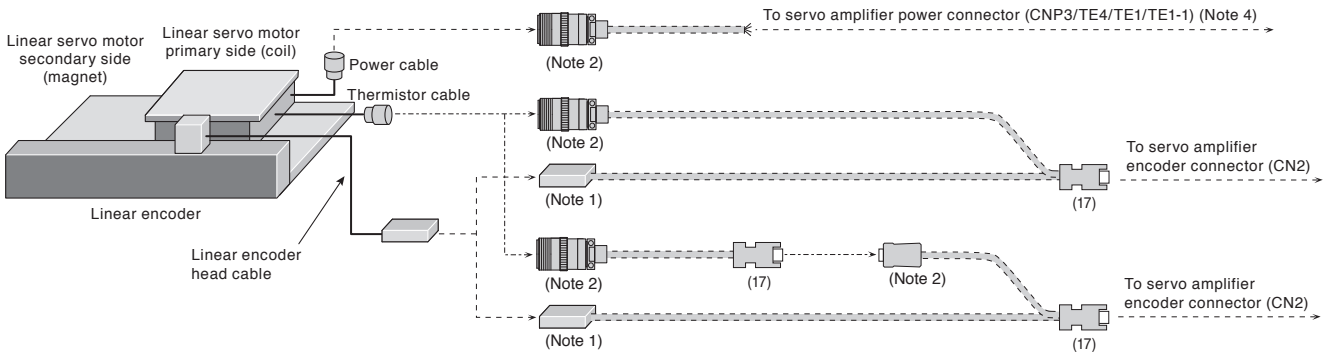 To servo amplifier power connector (CNP3/TE4/TE1/TE1-1) (Note 4)
Linear servo motor
secondary side
(magnet)
Linear servo motor
primary side (coil)
Power cable
(Note 2)
Thermistor cable
(Note 2)
To servo amplifier
encoder connector (CN2)
(Note 1)
(17)
Linear encoder
Linear encoder
head cable
(Note 2)
(17)
(Note 2)
To servo amplifier
encoder connector (CN2)
(Note 1)
(17)